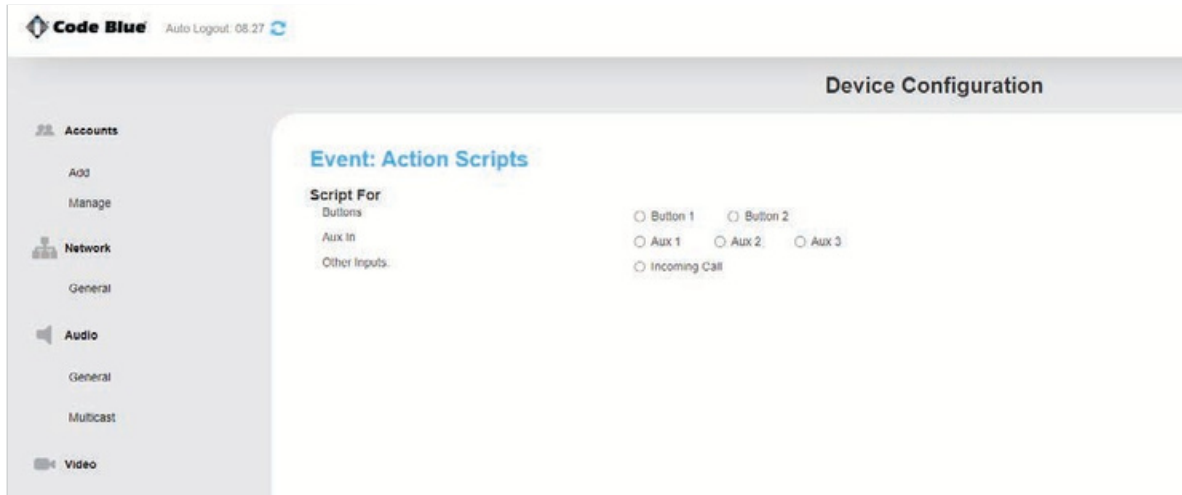 Code Blue Auto Logout: 08:27
Device Configuration
Accounts
Add
Manage
Network
General
Audio
General
Multicast
Video
Event: Action Scripts
Script For
Buttons
Button 1 Button 2
Aux In
Aux 1 Aux 2 Aux 3
Other Inputs:
Incoming Call